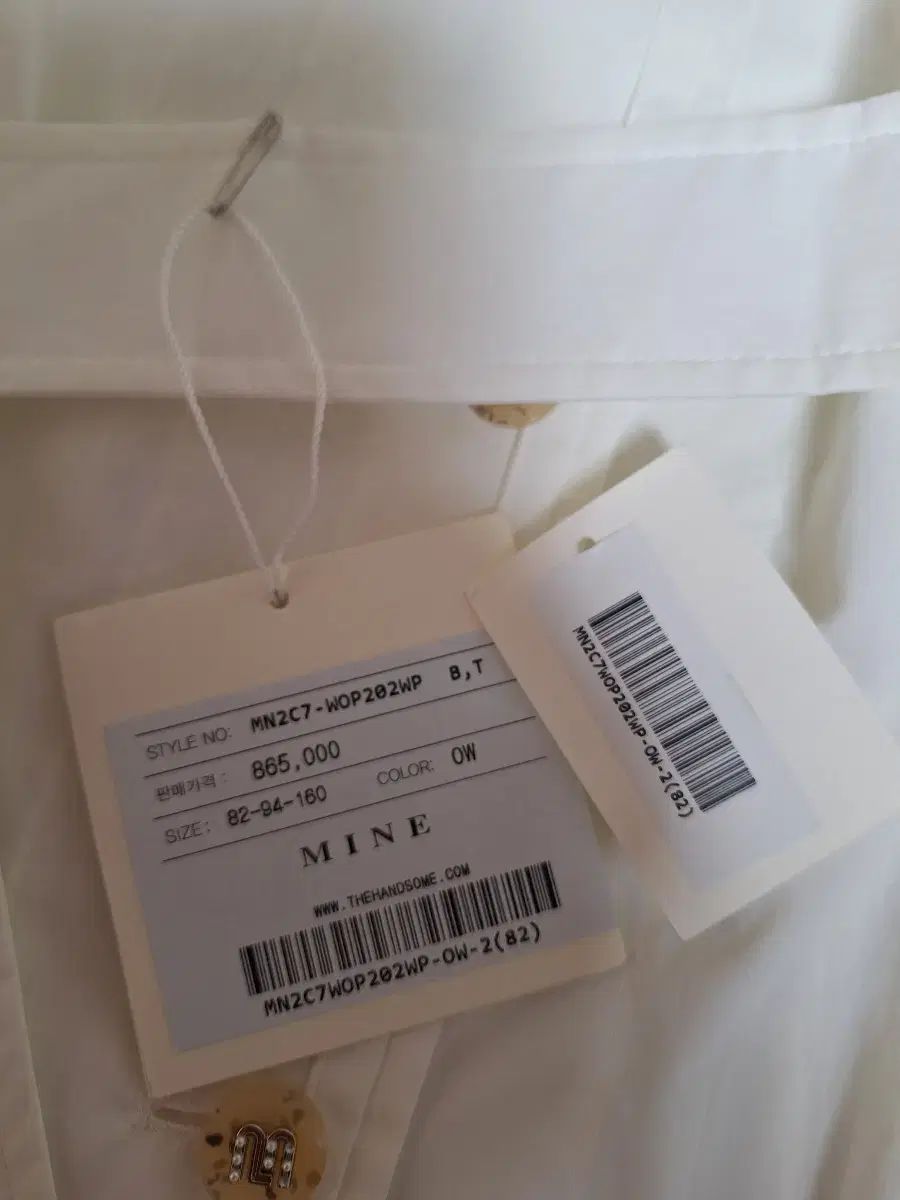 STYLE NO: MN2C7-WOP202WP B,T
판매가격 : 865,000
SIZE : 82-94-160 COLOR: OW
MINE
WWW.THEHANDSOME.COM
MN2C7WOP202WP-OW-2(82)
MN2C7WOP202WP-OW-2(82)
m